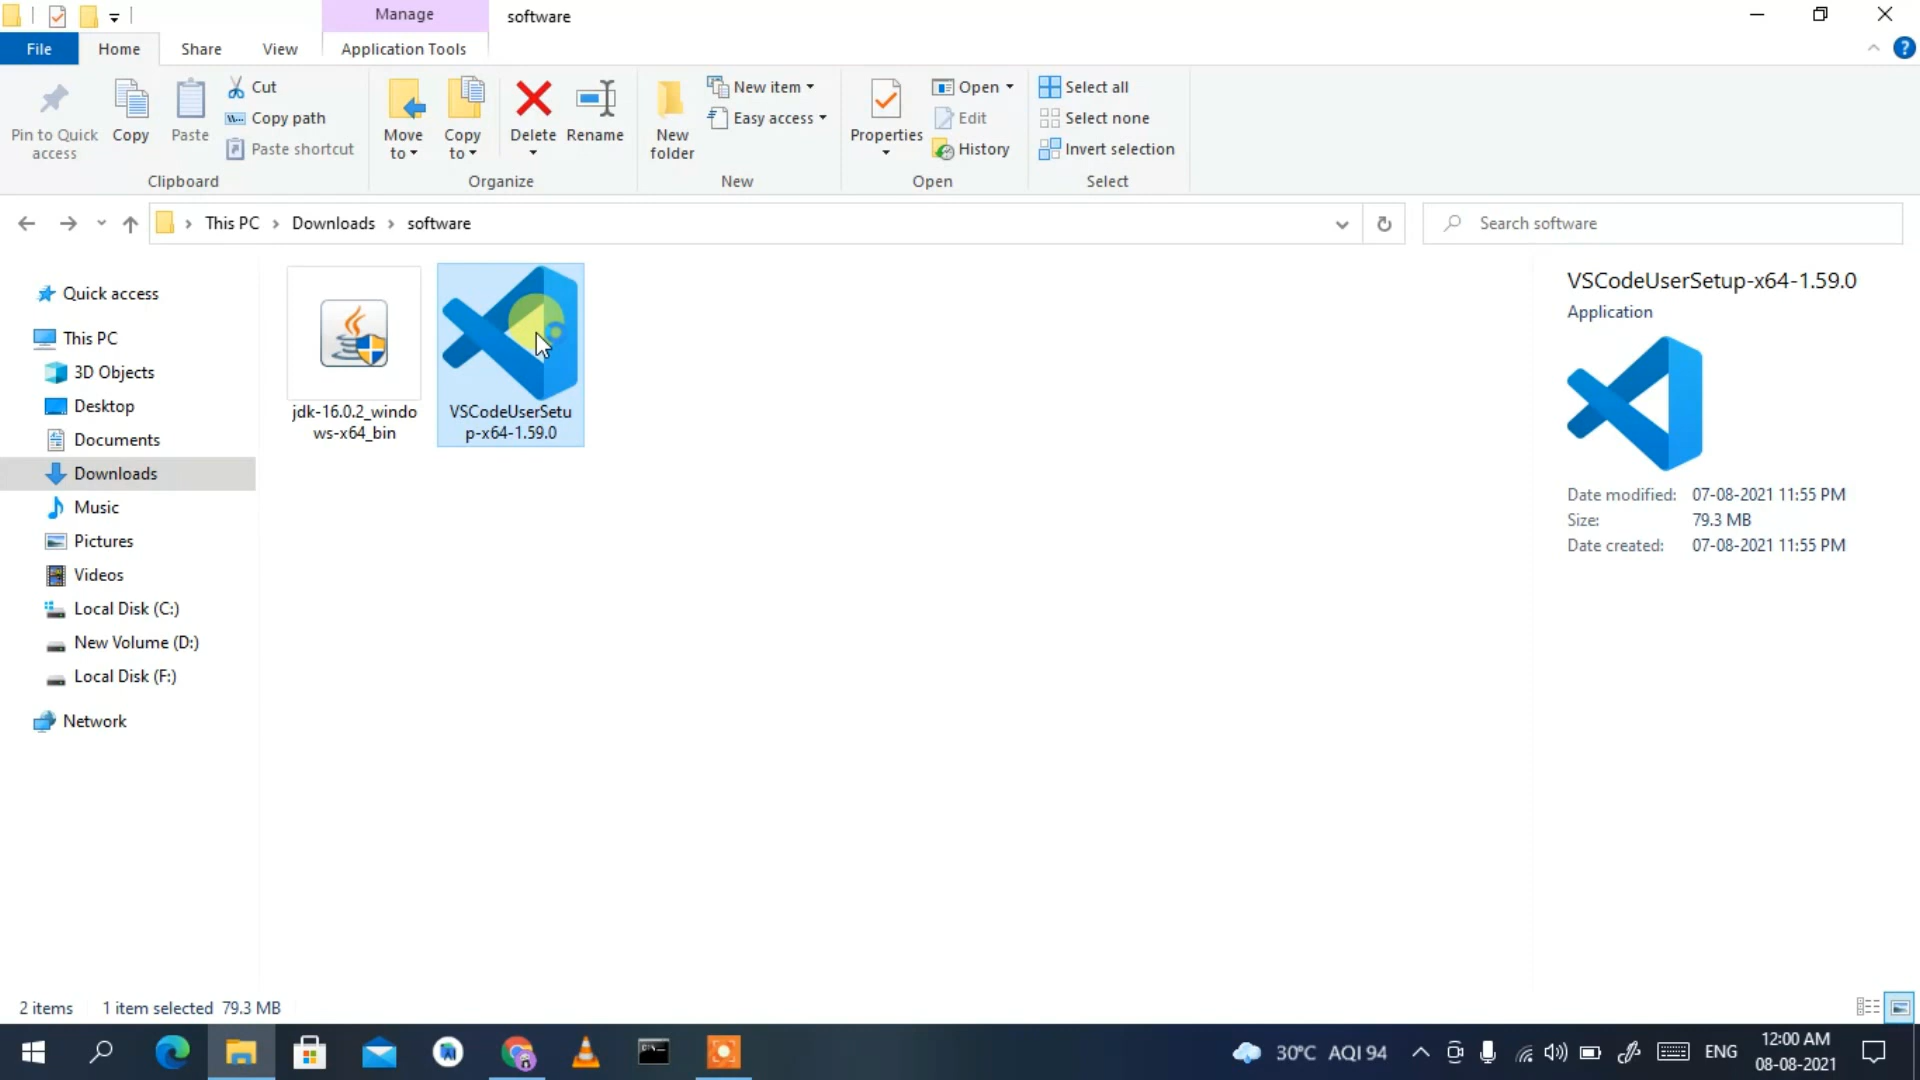 Manage
software
File
Home
Share
View
Application Tools
Pin to Quick
access
Copy
Paste
Cut
Copy path
Paste shortcut
Clipboard
Move
to
Copy
to
Delete
Rename
Organize
New
folder
New item
Easy access
New
Properties
Open
Edit
History
Open
Select all
Select none
Invert selection
Select
This PC
Downloads
software
Search software
Quick access
This PC
3D Objects
Desktop
Documents
Downloads
Music
Pictures
Videos
Local Disk (C:)
New Volume (D:)
Local Disk (F:)
Network
jdk-16.0.2_windo
ws-x64_bin
VSCodeUserSetu
p-x64-1.59.0
VSCodeUserSetup-x64-1.59.0
Application
Date modified: 07-08-2021 11:55 PM
Size: 79.3 MB
Date created: 07-08-2021 11:55 PM
2 items
1 item selected 79.3 MB
30°C AQI 94
ENG
12:00 AM
08-08-2021